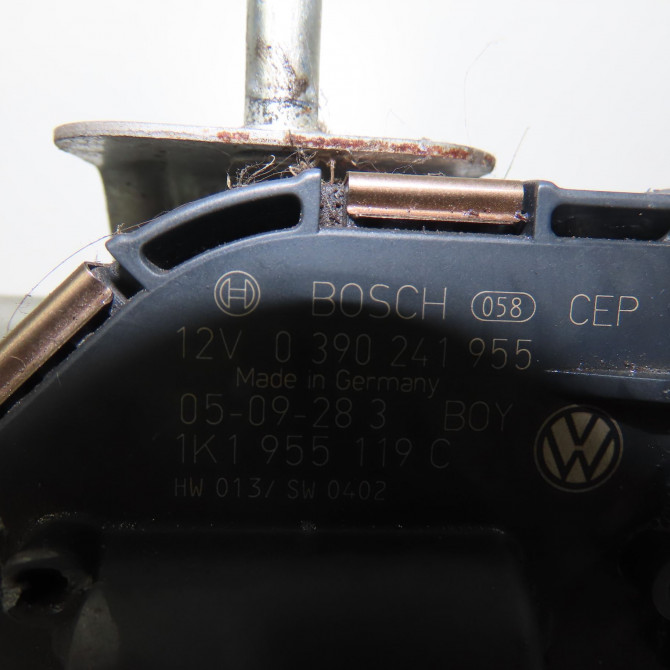 BOSCH 058 CEP
12V 0 390 241 955
Made in Germany
05-09-28 3 BOY
1K1 955 119 C
HW 013/ SW 0402